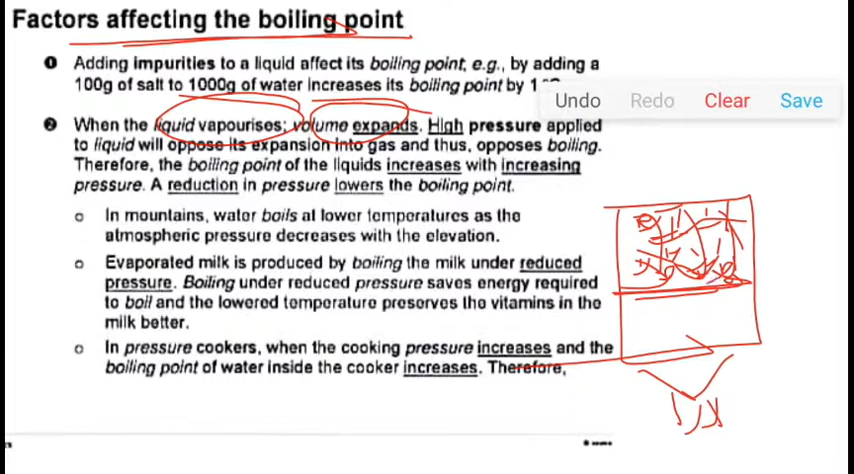 Factors affecting the boiling point
❶ Adding impurities to a liquid affect its boiling point, e.g., by adding a
100g of salt to 1000g of water increases its boiling point by 1
Undo Redo Clear Save
❷ When the liquid vapourises; volume expands. High pressure applied
to liquid will oppose its expansion into gas and thus, opposes boiling.
Therefore, the boiling point of the liquids increases with increasing
pressure. A reduction in pressure lowers the boiling point.
o In mountains, water boils at lower temperatures as the
atmospheric pressure decreases with the elevation.
o Evaporated milk is produced by boiling the milk under reduced
pressure. Boiling under reduced pressure saves energy required
to boil and the lowered temperature preserves the vitamins in the
milk better.
o In pressure cookers, when the cooking pressure increases and the
boiling point of water inside the cooker increases. Therefore,